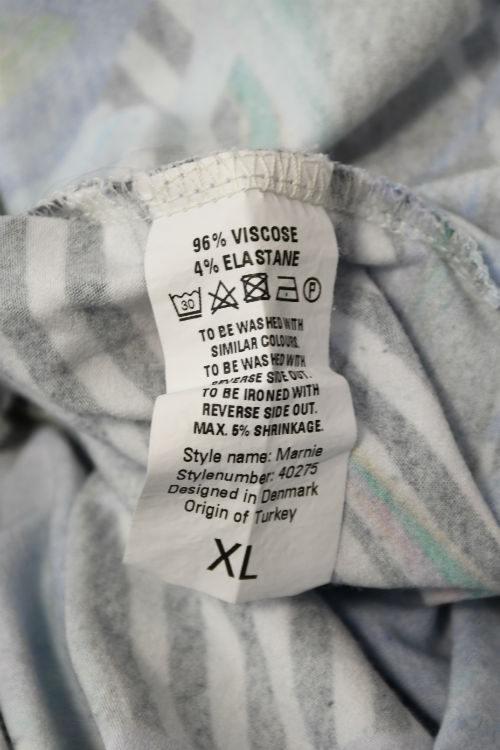 96% VISCOSE
4% ELASTANE
30 P
TO BE WASHED WITH
SIMILAR COLOURS.
TO BE WASHED WITH
REVERSE SIDE OUT.
TO BE IRONED WITH
REVERSE SIDE OUT.
MAX. 5% SHRINKAGE.
Style name: Marnie
Stylenumber: 40275
Designed in Denmark
Origin of Turkey
XL